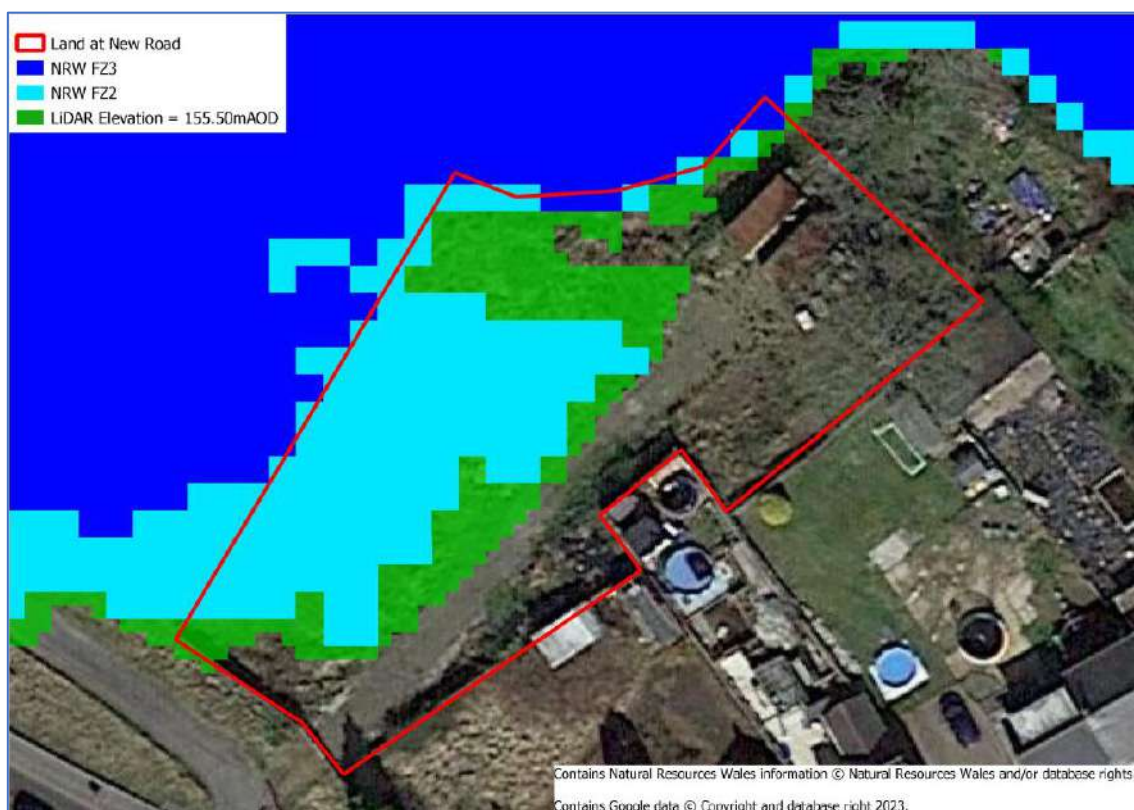 Land at New Road
NRW FZ3
NRW FZ2
LiDAR Elevation = 155.50mAOD
Contains Natural Resources Wales information © Natural Resources Wales and/or database rights
Contains Google data © Copyright and database right 2023.